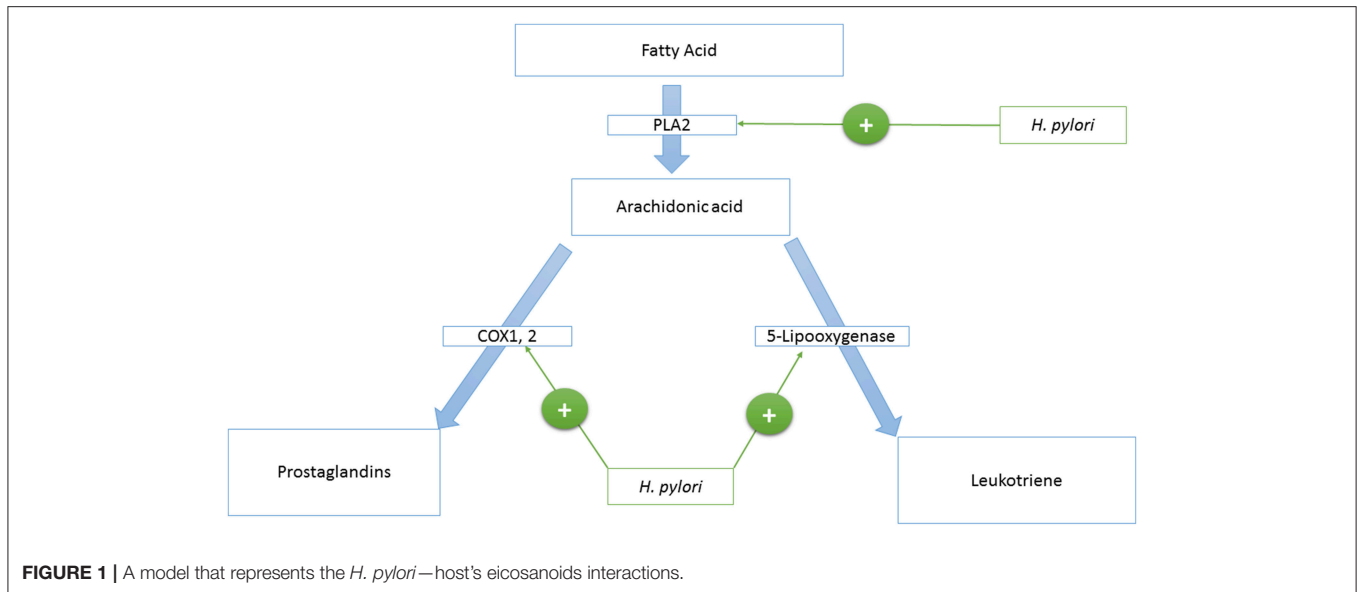 Fatty Acid
PLA2
+
H. pylori
Arachidonic acid
COX1, 2
5-Lipooxygenase
+
+
Prostaglandins
H. pylori
Leukotriene
FIGURE 1 | A model that represents the H. pylori—host's eicosanoids interactions.